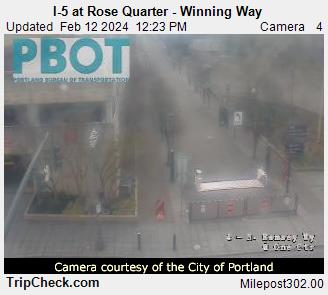 I-5 at Rose Quarter - Winning Way
Updated Feb 12 2024 12:23 PM Camera 4
PBOT
PORTLAND BUREAU OF TRANSPORTATION
Camera courtesy of the City of Portland
TripCheck.com Milepost302.00